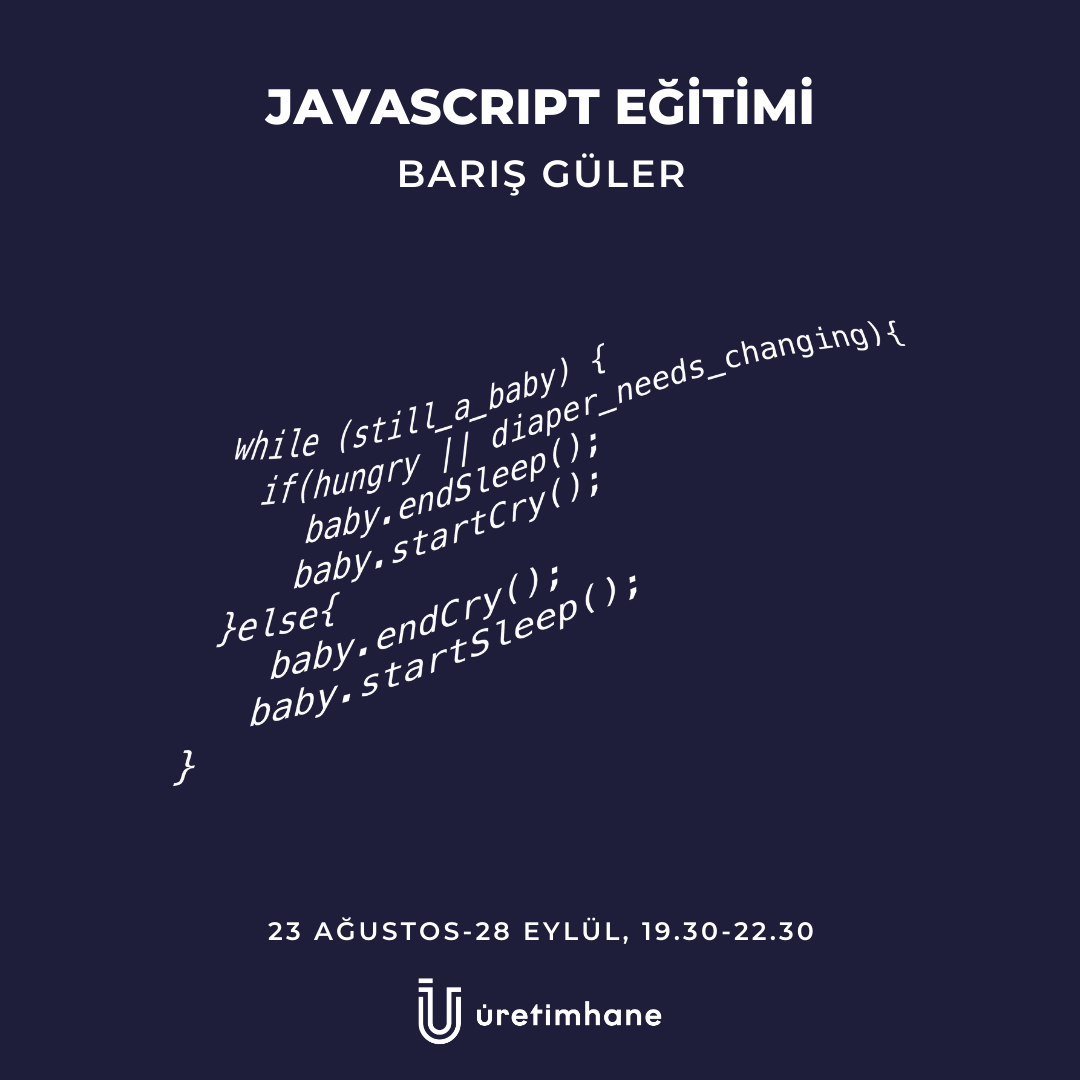 JAVASCRIPT EĞİTİMİ
BARIŞ GÜLER
while (still_a_baby) {
if(hungry || diaper_needs_changing){
baby.endSleep();
baby.startCry();
}else{
baby.endCry();
baby.startSleep();
}
23 AĞUSTOS-28 EYLÜL, 19.30-22.30
üretimhane